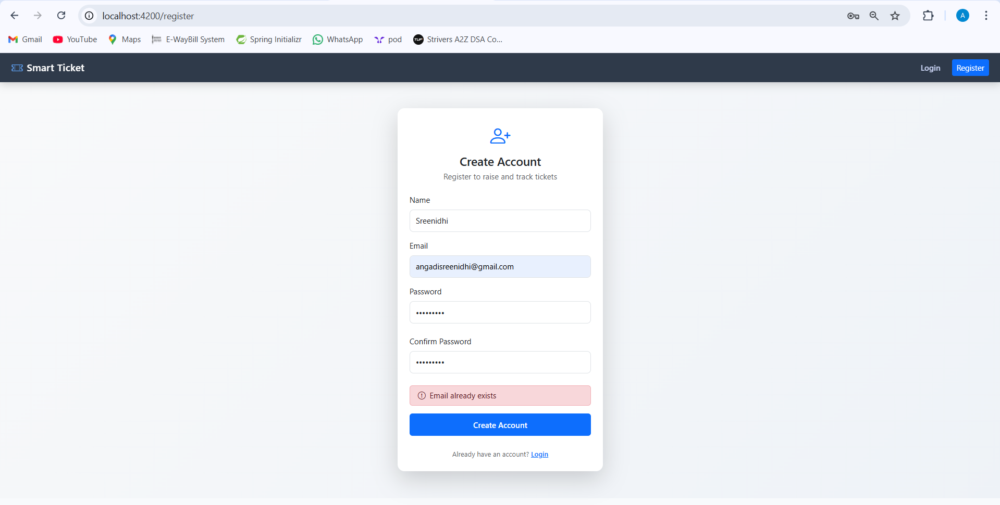 localhost:4200/register
A
Gmail YouTube Maps E-WayBill System Spring Initializr WhatsApp pod TUF Strivers A2Z DSA Co...
Smart Ticket Login Register
Create Account
Register to raise and track tickets
Name
Sreenidhi
Email
angadisreenidhi@gmail.com
Password
•••••••••
Confirm Password
•••••••••
Email already exists
Create Account
Already have an account? Login